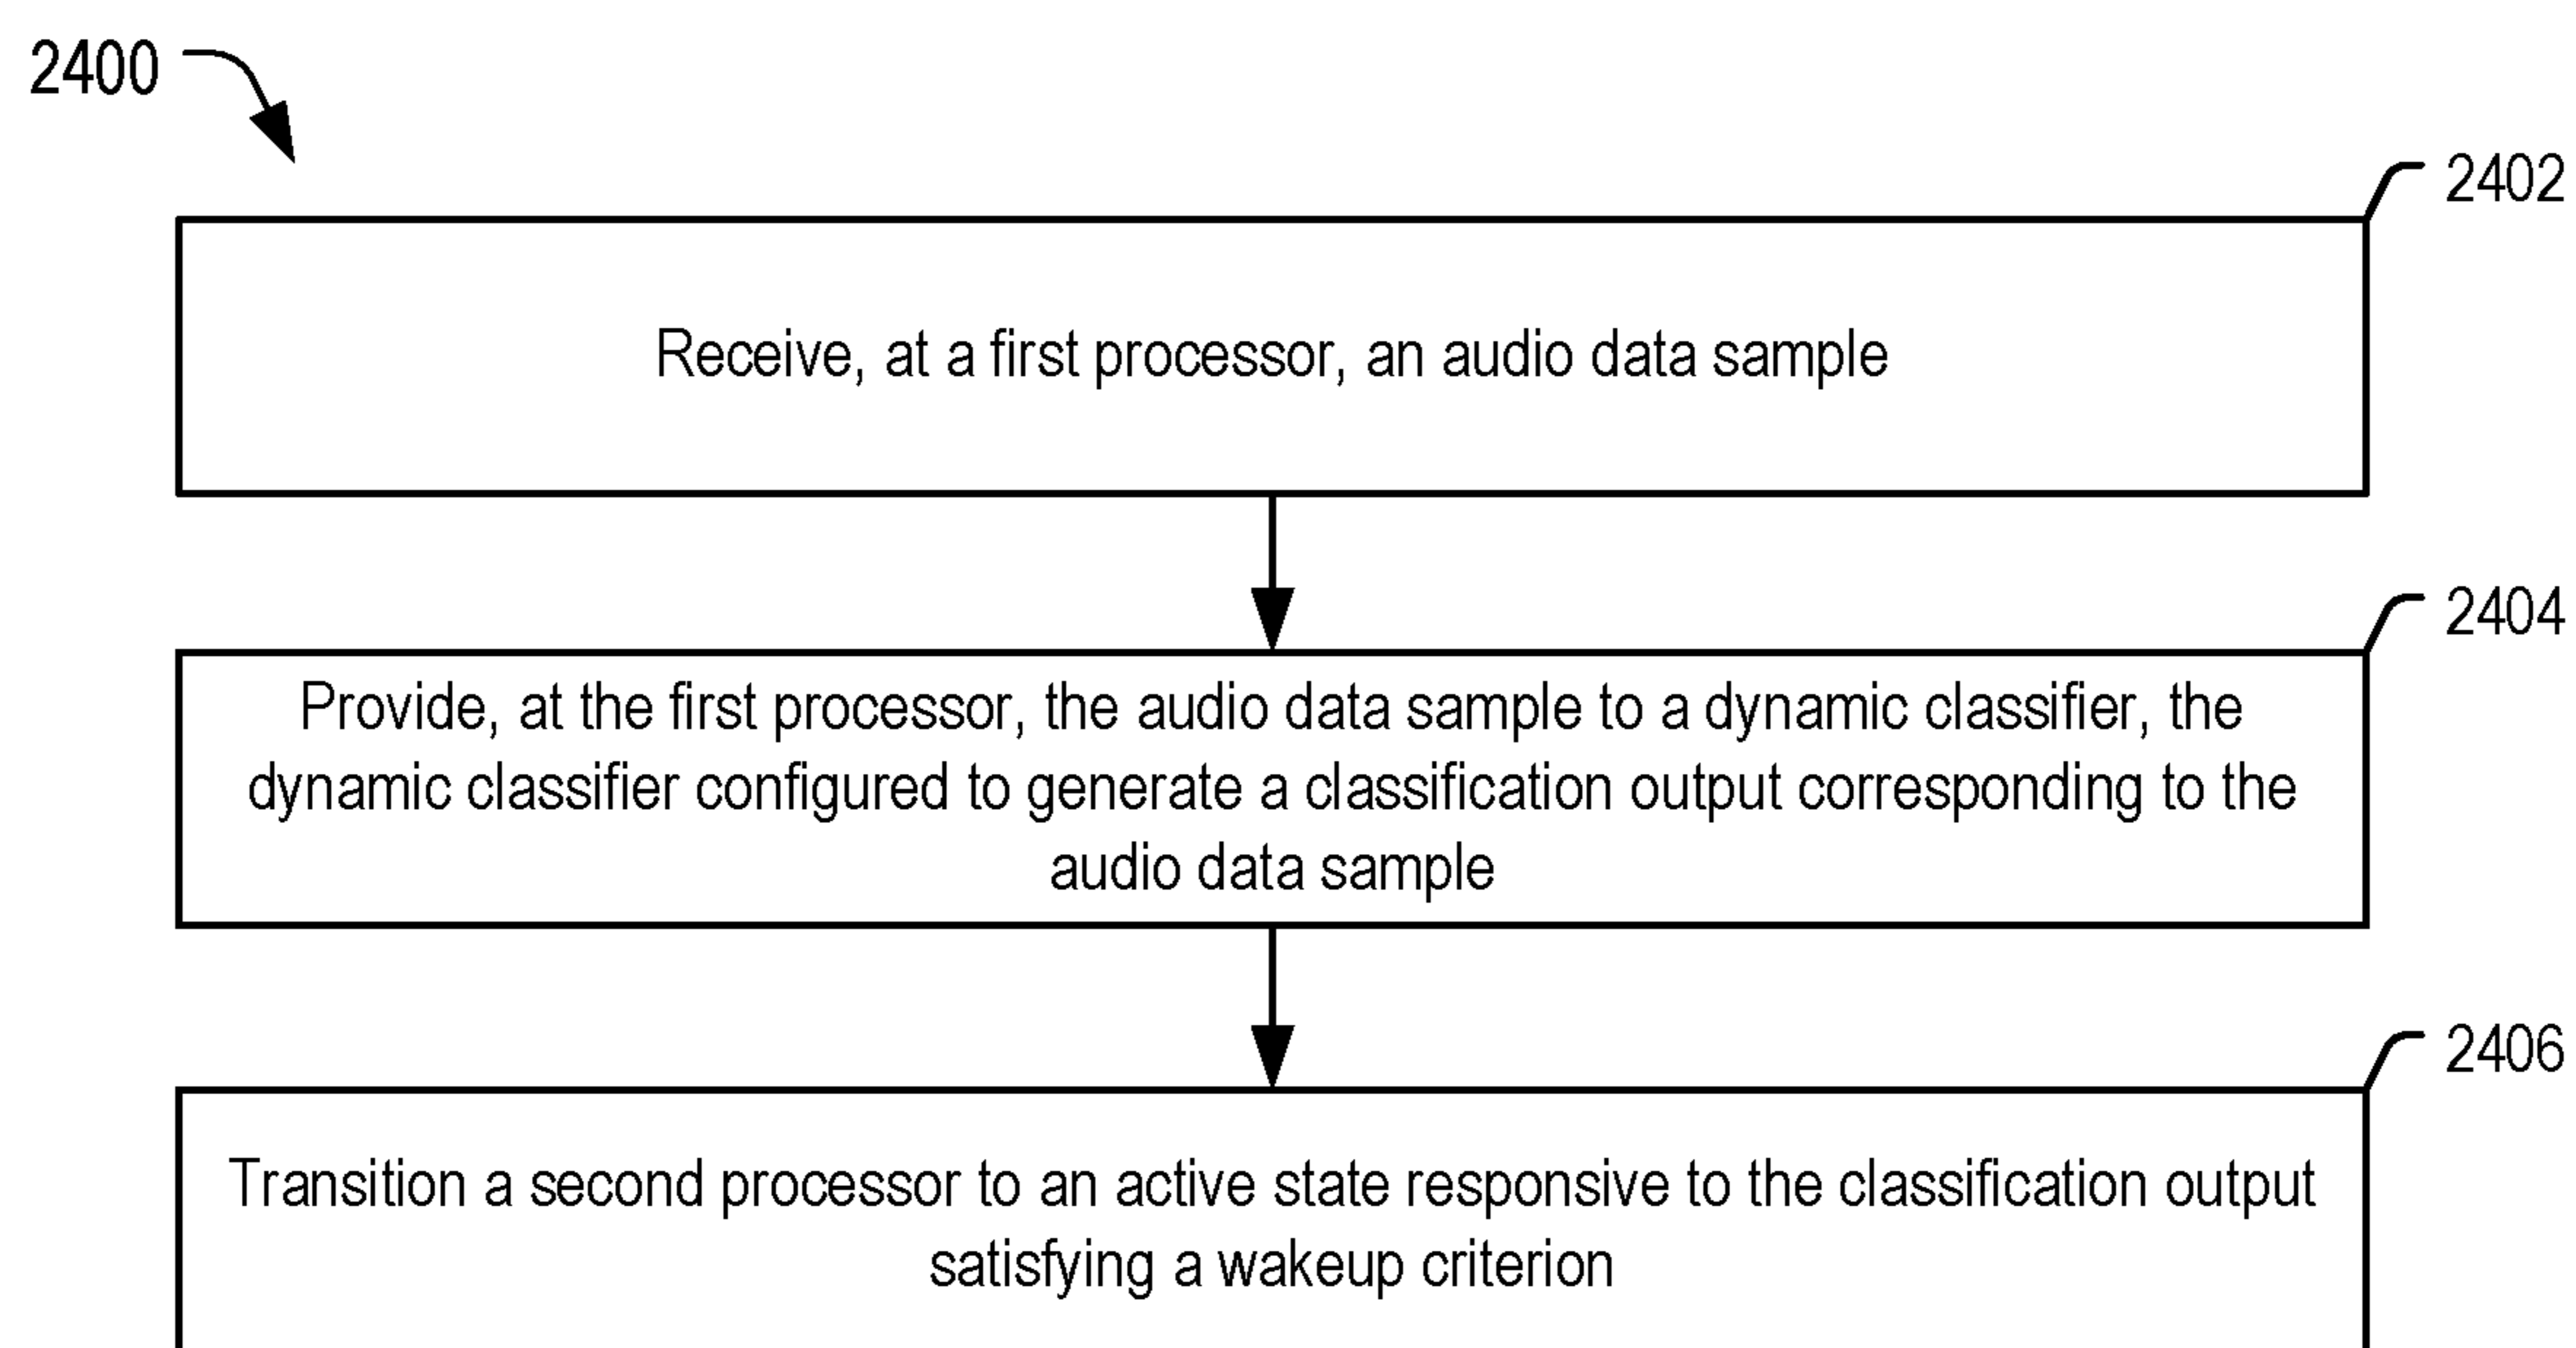 2400
2402
Receive, at a first processor, an audio data sample
2404
Provide, at the first processor, the audio data sample to a dynamic classifier, the
dynamic classifier configured to generate a classification output corresponding to the
audio data sample
2406
Transition a second processor to an active state responsive to the classification output
satisfying a wakeup criterion